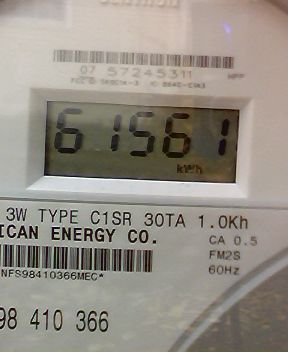 07 57245311
61561
kWh
3W TYPE C1SR 30TA 1.0Kh
ICAN ENERGY CO.
CA 0.5
FM2S
60Hz
NFS98410366MEC*
98 410 366